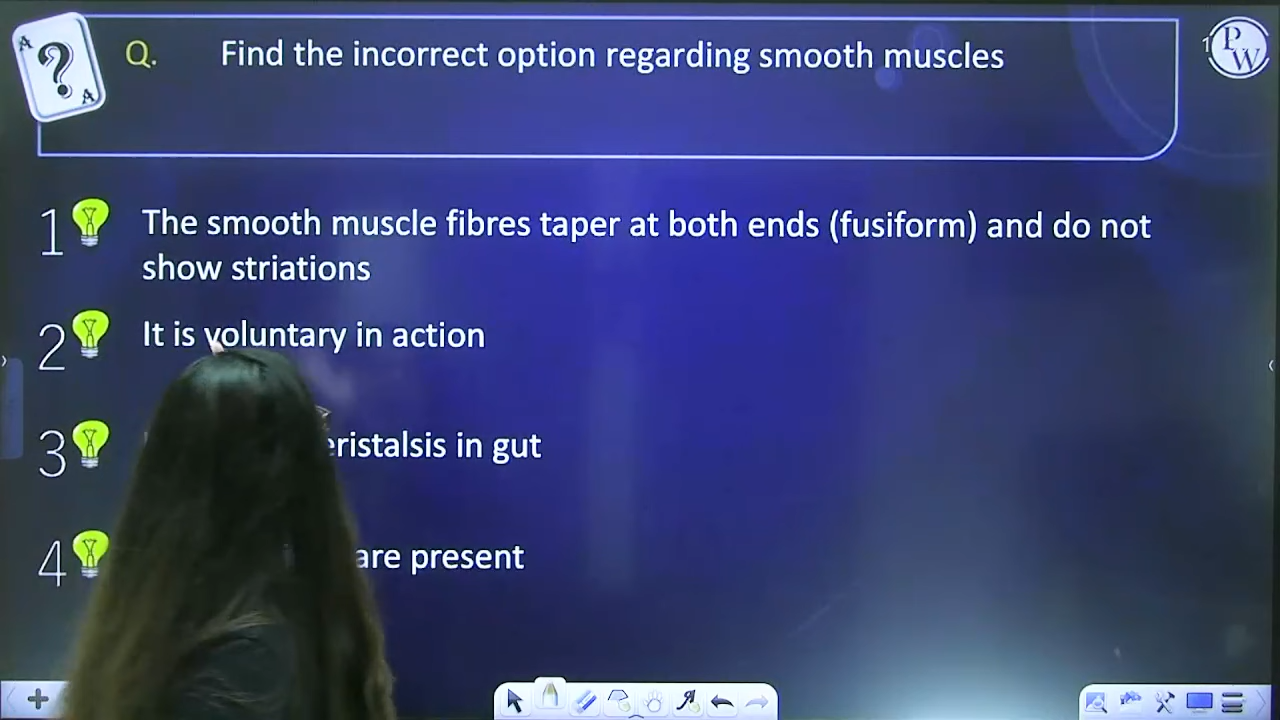 Q. Find the incorrect option regarding smooth muscles
1 The smooth muscle fibres taper at both ends (fusiform) and do not
show striations
2 It is voluntary in action
3 in gut
4 are present
PW